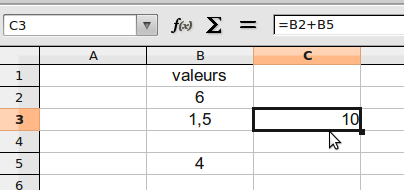 C3 f(x) Σ = =B2+B5
A B C
1 valeurs
2 6
3 1,5 10
4
5 4
6